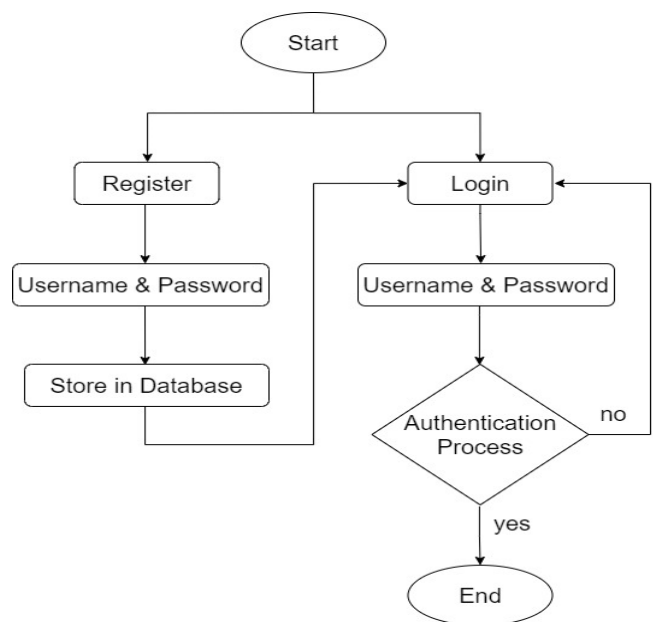 Start
Register
Login
Username & Password
Username & Password
Store in Database
Authentication
Process
no
yes
End